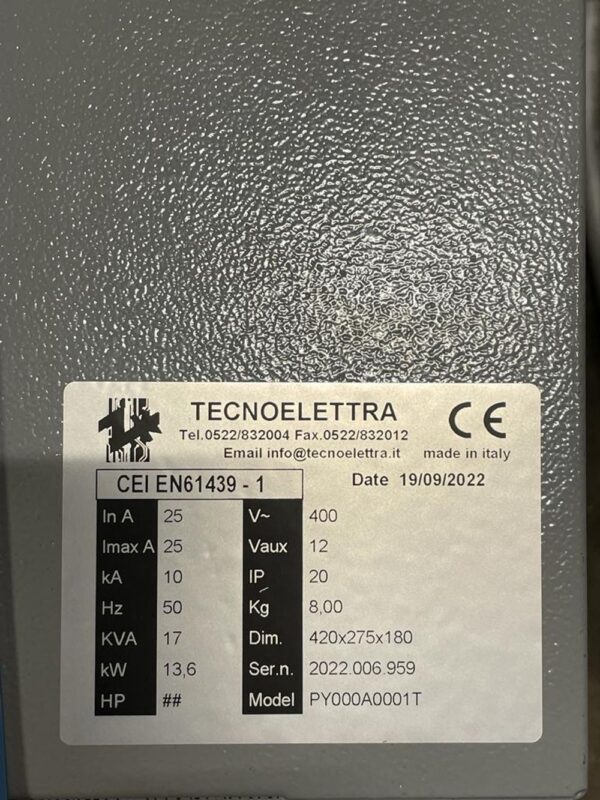 TECNOELETTRA
CE
Tel.0522/832004 Fax.0522/832012
Email info@tecnoelettra.it made in italy
CEI EN61439 - 1 Date 19/09/2022
In A 25 V~ 400
Imax A 25 Vaux 12
kA 10 IP 20
Hz 50 Kg 8,00
KVA 17 Dim. 420x275x180
kW 13,6 Ser.n. 2022.006.959
HP ## Model PY000A0001T